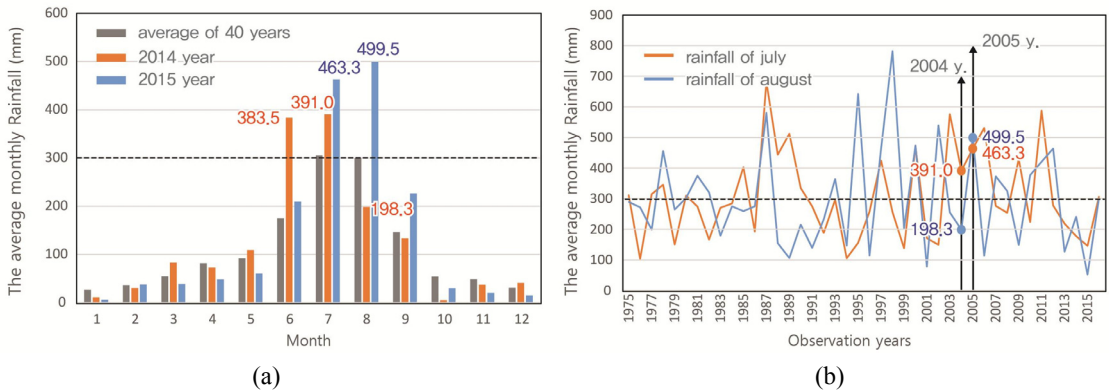 The average monthly Rainfall (mm)
600
500
400
300
200
100
0
average of 40 years
2014 year
2015 year
383.5
391.0
463.3
499.5
198.3
1 2 3 4 5 6 7 8 9 10 11 12
Month
(a)
The average monthly Rainfall (mm)
900
800
700
600
500
400
300
200
100
0
rainfall of july
rainfall of august
2004 y.
2005 y.
391.0
198.3
499.5
463.3
1975 1977 1979 1981 1983 1985 1987 1989 1991 1993 1995 1997 1999 2001 2003 2005 2007 2009 2011 2013 2015
Observation years
(b)